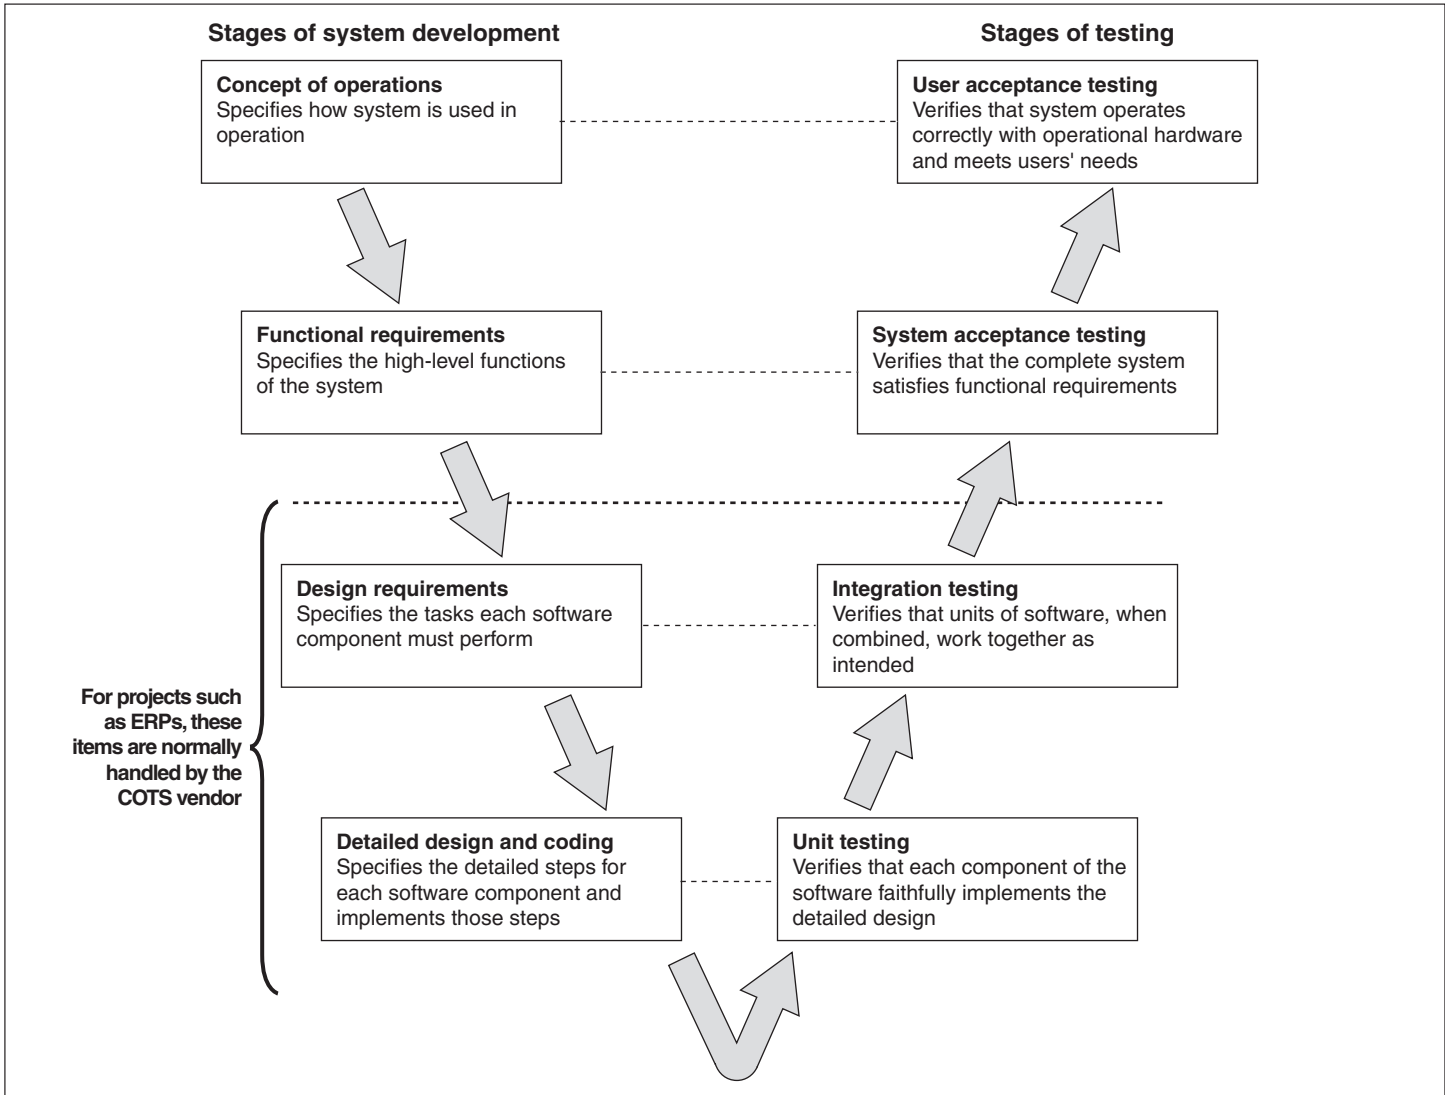 Stages of system development
Stages of testing
Concept of operations
Specifies how system is used in
operation
User acceptance testing
Verifies that system operates
correctly with operational hardware
and meets users' needs
Functional requirements
Specifies the high-level functions
of the system
System acceptance testing
Verifies that the complete system
satisfies functional requirements
Design requirements
Specifies the tasks each software
component must perform
Integration testing
Verifies that units of software, when
combined, work together as
intended
For projects such
as ERPs, these
items are normally
handled by the
COTS vendor
Detailed design and coding
Specifies the detailed steps for
each software component and
implements those steps
Unit testing
Verifies that each component of the
software faithfully implements the
detailed design